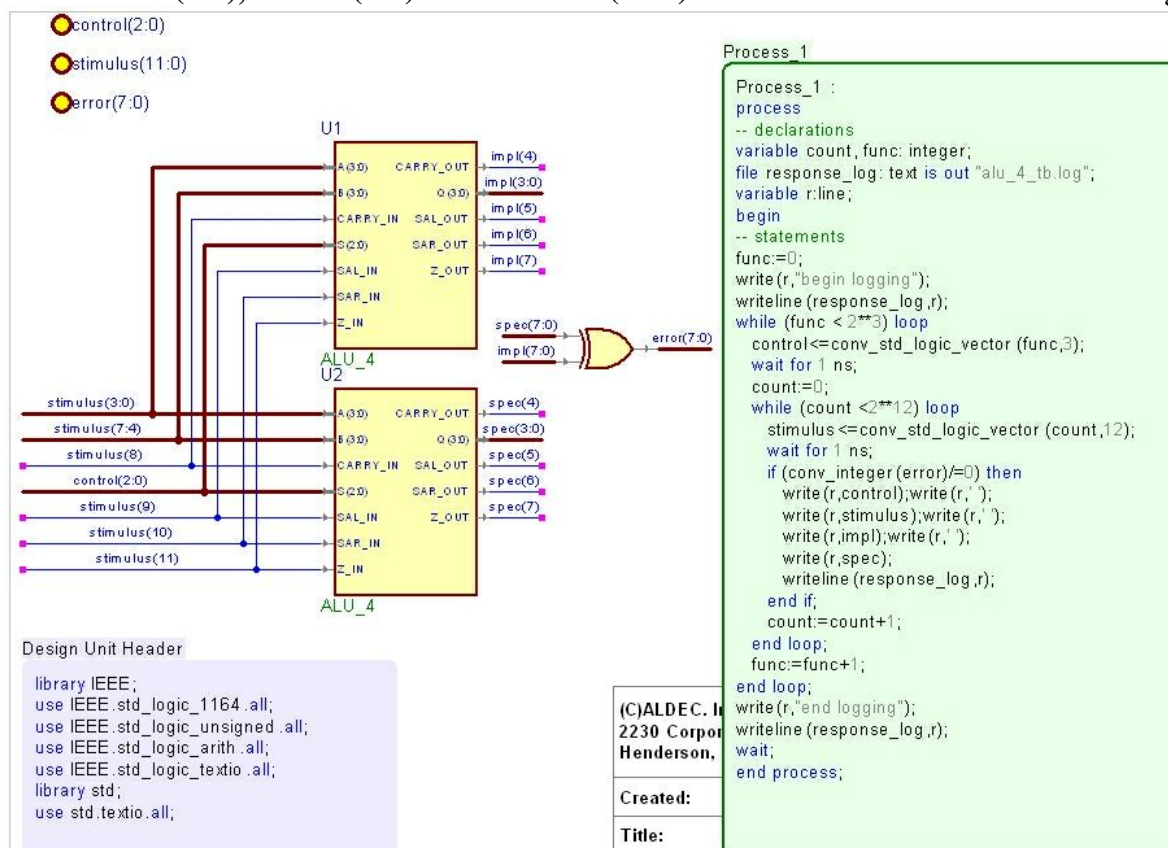 control(2:0)
stimulus(11:0)
error(7:0)
U1
A(3:0) CARRY_OUT impl(4)
B(3:0) Q(3:0) impl(3:0)
CARRY_IN SAL_OUT impl(5)
S(2:0) SAR_OUT impl(6)
SAL_IN Z_OUT impl(7)
SAR_IN
Z_IN
ALU_4
spec(7:0)
impl(7:0)
error(7:0)
U2
stimulus(3:0) A(3:0) CARRY_OUT spec(4)
stimulus(7:4) B(3:0) Q(3:0) spec(3:0)
stimulus(8) CARRY_IN SAL_OUT spec(5)
control(2:0) S(2:0) SAR_OUT spec(6)
stimulus(9) SAL_IN Z_OUT spec(7)
stimulus(10) SAR_IN
stimulus(11) Z_IN
ALU_4
Design Unit Header
library IEEE;
use IEEE.std_logic_1164.all;
use IEEE.std_logic_unsigned.all;
use IEEE.std_logic_arith.all;
use IEEE.std_logic_textio.all;
library std;
use std.textio.all;
(C)ALDEC. I
2230 Corpor
Henderson,
Created:
Title:
Process_1
Process_1 :
process
-- declarations
variable count, func: integer;
file response_log: text is out "alu_4_tb.log";
variable r:line;
begin
-- statements
func:=0;
write(r,"begin logging");
writeline(response_log,r);
while (func < 2**3) loop
control<=conv_std_logic_vector (func,3);
wait for 1 ns;
count:=0;
while (count <2**12) loop
stimulus<=conv_std_logic_vector (count,12);
wait for 1 ns;
if (conv_integer (error)/=0) then
write(r,control);write(r,' ');
write(r,stimulus);write(r,' ');
write(r,impl);write(r,' ');
write(r,spec);
writeline(response_log,r);
end if;
count:=count+1;
end loop;
func:=func+1;
end loop;
write(r,"end logging");
writeline(response_log,r);
wait;
end process;